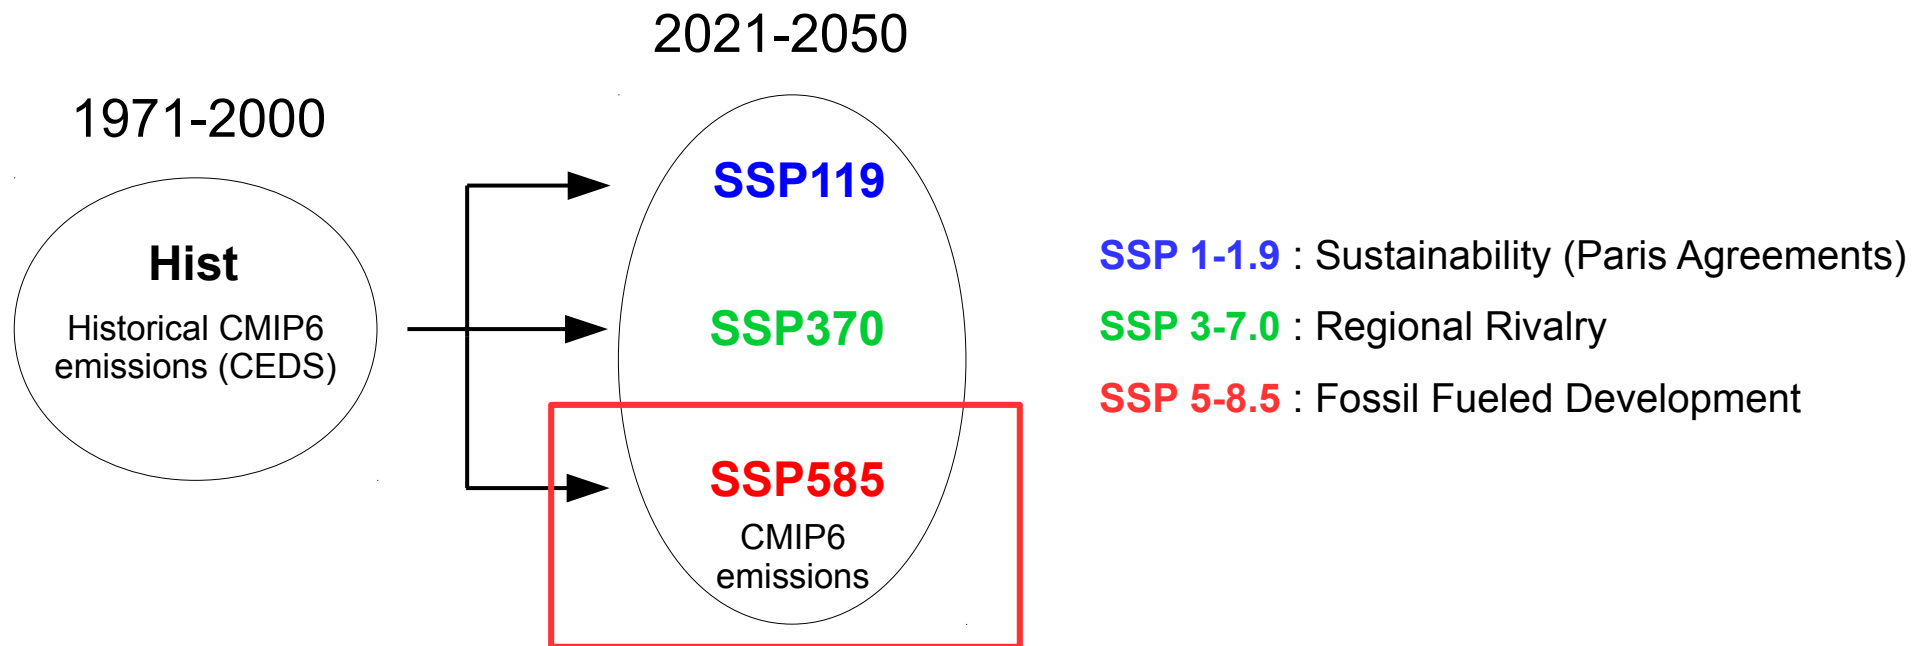 2021-2050
1971-2000
Hist
Historical CMIP6
emissions (CEDS)
SSP119
SSP370
SSP585
CMIP6
emissions
SSP 1-1.9 : Sustainability (Paris Agreements)
SSP 3-7.0 : Regional Rivalry
SSP 5-8.5 : Fossil Fueled Development